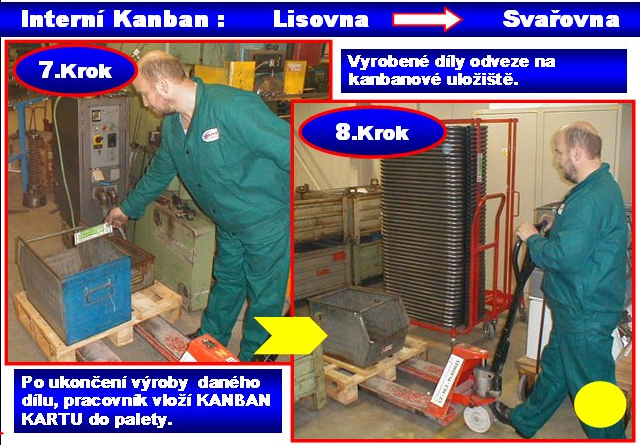 Interní Kanban : Lisovna Svařovna
7.Krok
Vyrobené díly odveze na
kanbanové uložiště.
8.Krok
Po ukončení výroby daného
dílu, pracovník vloží KANBAN
KARTU do palety.